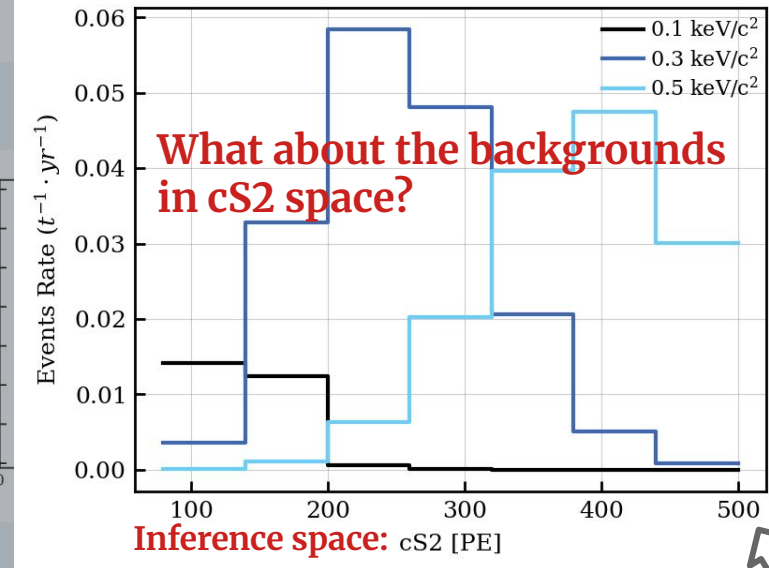 0.06
0.05
0.04
0.03
0.02
0.01
0.00
Events Rate (t⁻¹ · yr⁻¹)
0.1 keV/c²
0.3 keV/c²
0.5 keV/c²
What about the backgrounds
in cS2 space?
100 200 300 400 500
Inference space: cS2 [PE]
0